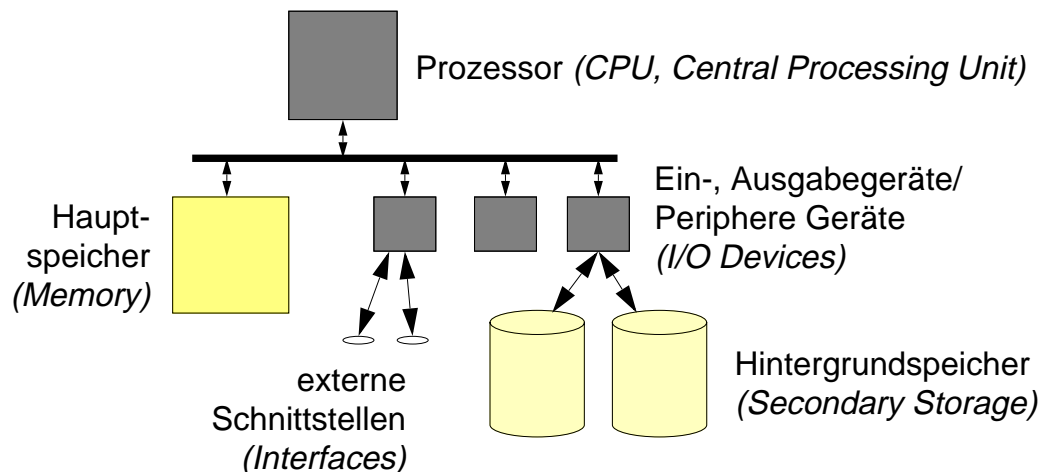 Prozessor (CPU, Central Processing Unit)
Haupt-
speicher
(Memory)
Ein-, Ausgabegeräte/
Periphere Geräte
(I/O Devices)
externe
Schnittstellen
(Interfaces)
Hintergrundspeicher
(Secondary Storage)